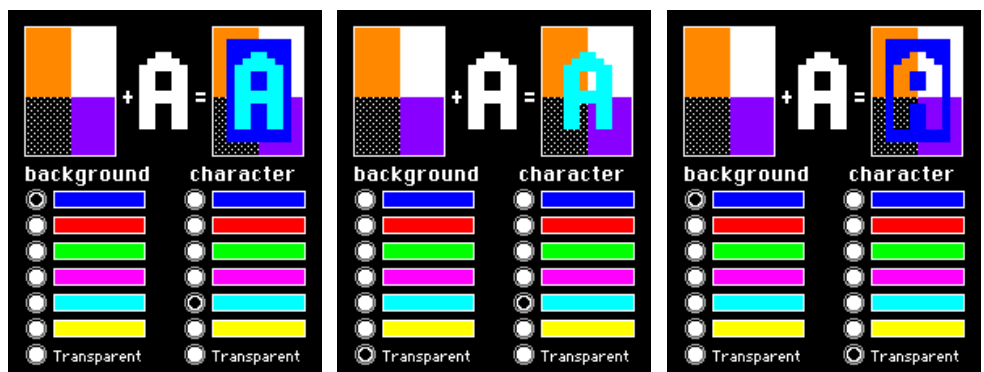 + A = A
background character
Transparent Transparent
+ A = A
background character
Transparent Transparent
+ A = A
background character
Transparent Transparent